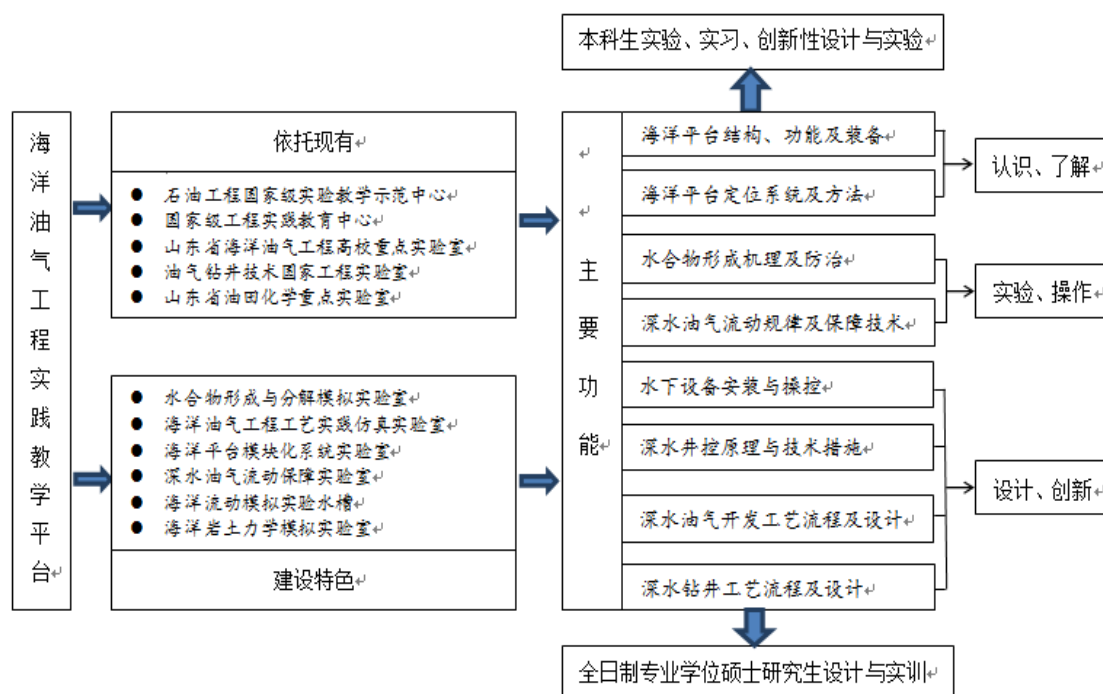 本科生实验、实习、创新性设计与实验
海洋油气工程实践教学平台
依托现有
石油工程国家级实验教学示范中心
国家级工程实践教育中心
山东省海洋油气工程高校重点实验室
油气钻井技术国家工程实验室
山东省油田化学重点实验室
水合物形成与分解模拟实验室
海洋油气工程工艺实践仿真实验室
海洋平台模块化系统实验室
深水油气流动保障实验室
海洋流动模拟实验水槽
海洋岩土力学模拟实验室
建设特色
主要功能
海洋平台结构、功能及装备
海洋平台定位系统及方法
水合物形成机理及防治
深水油气流动规律及保障技术
水下设备安装与操控
深水井控原理与技术措施
深水油气开发工艺流程及设计
深水钻井工艺流程及设计
认识、了解
实验、操作
设计、创新
全日制专业学位硕士研究生设计与实训